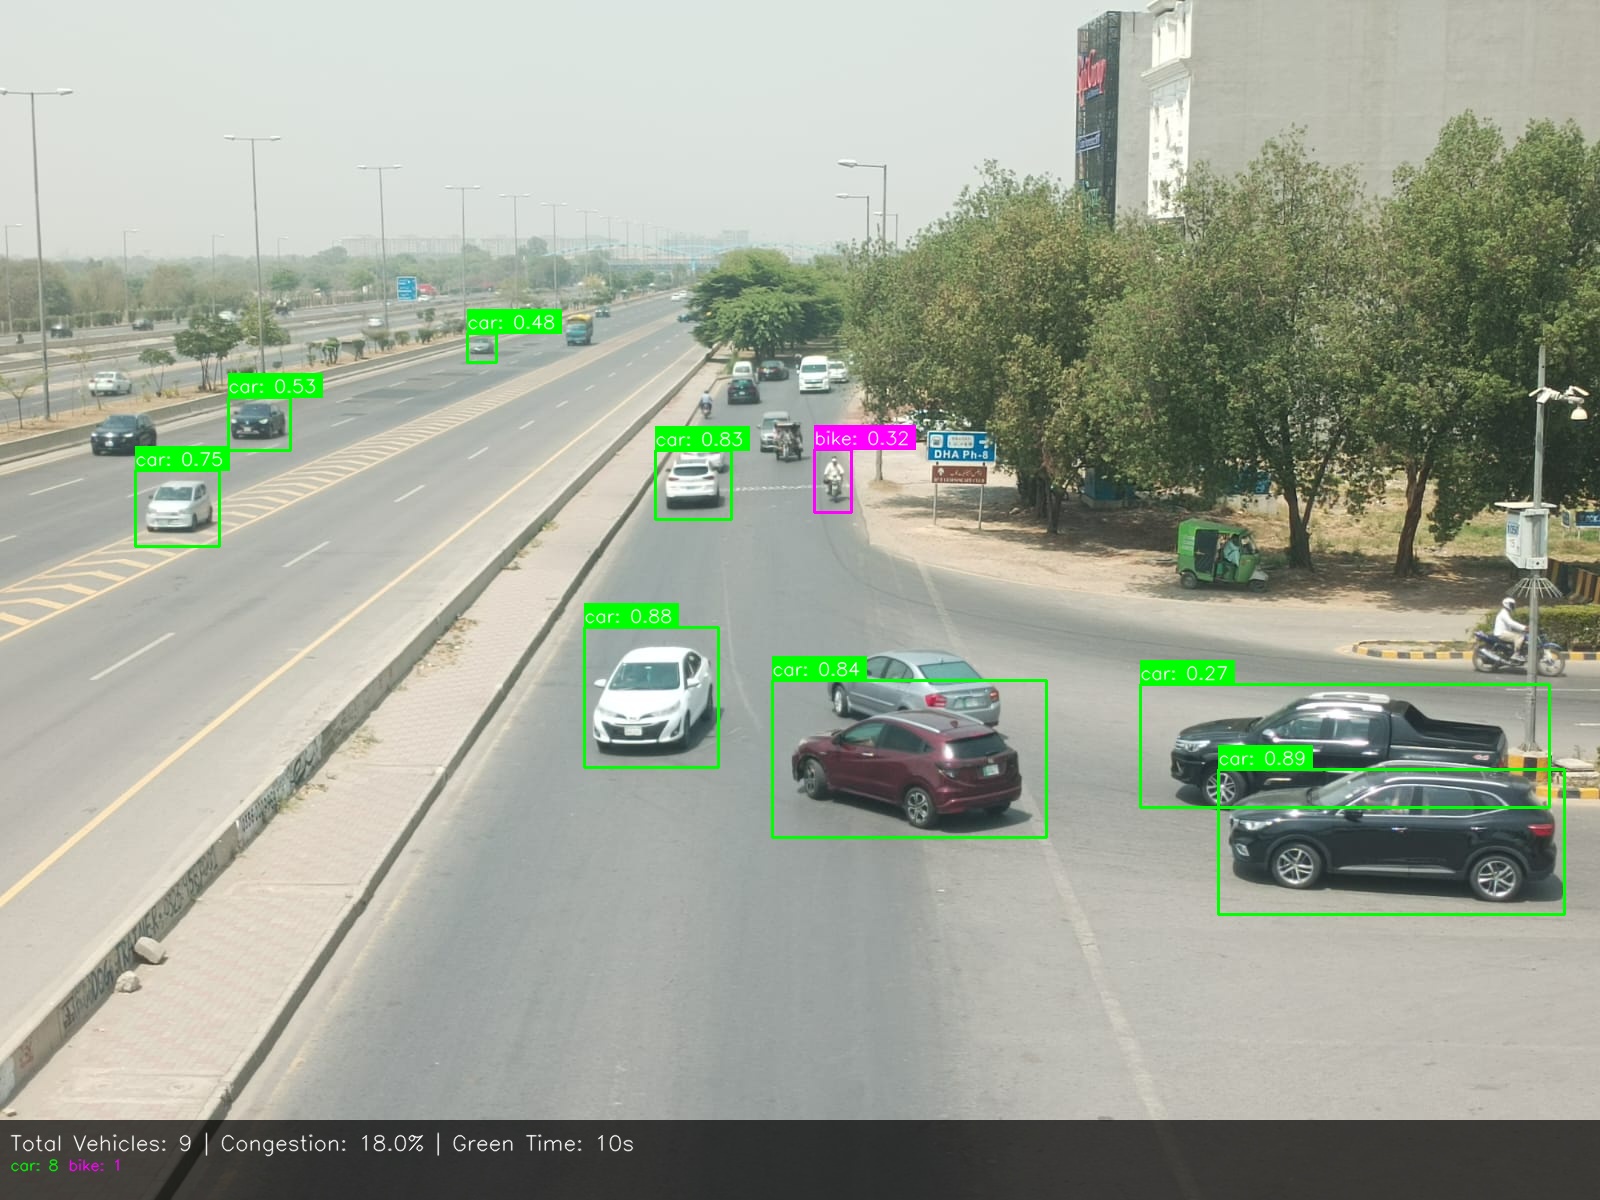 car: 0.48
car: 0.53
car: 0.75
car: 0.83
bike: 0.32
DHA Ph-8
car: 0.88
car: 0.84
car: 0.27
car: 0.89
Total Vehicles: 9 | Congestion: 18.0% | Green Time: 10s
car: 8 bike: 1